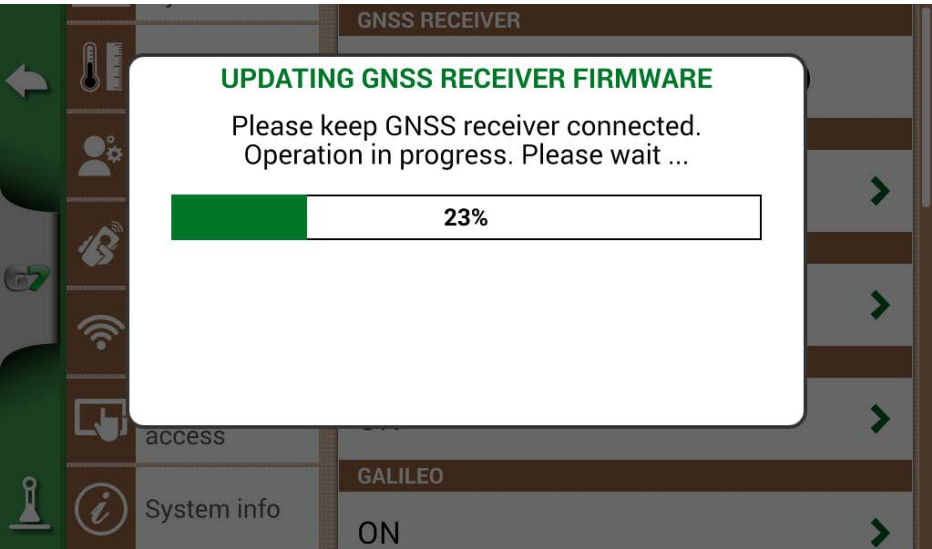 GNSS RECEIVER
UPDATING GNSS RECEIVER FIRMWARE
Please keep GNSS receiver connected.
Operation in progress. Please wait ...
23%
G7
access
GALILEO
System info
ON